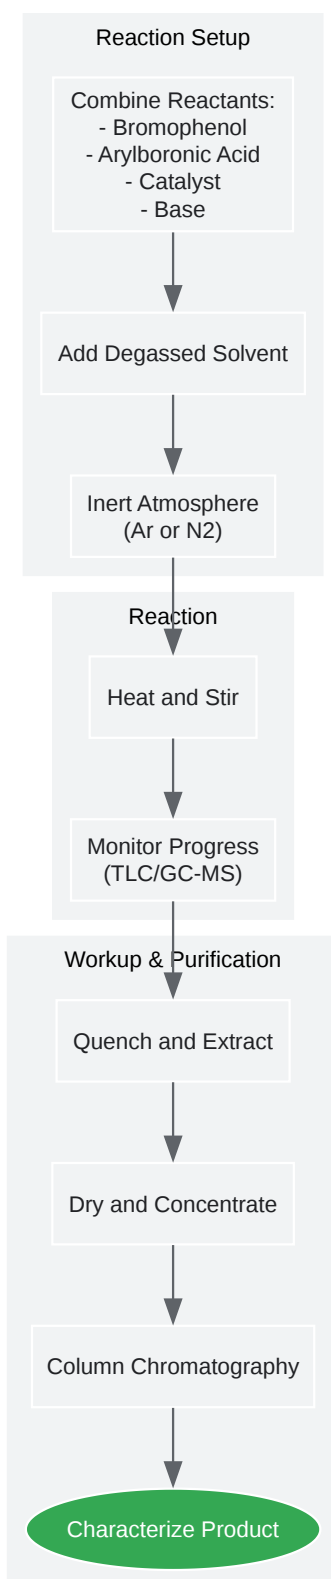 Reaction Setup
Combine Reactants:
- Bromophenol
- Arylboronic Acid
- Catalyst
- Base
Add Degassed Solvent
Inert Atmosphere
(Ar or N2)
Reaction
Heat and Stir
Monitor Progress
(TLC/GC-MS)
Workup & Purification
Quench and Extract
Dry and Concentrate
Column Chromatography
Characterize Product